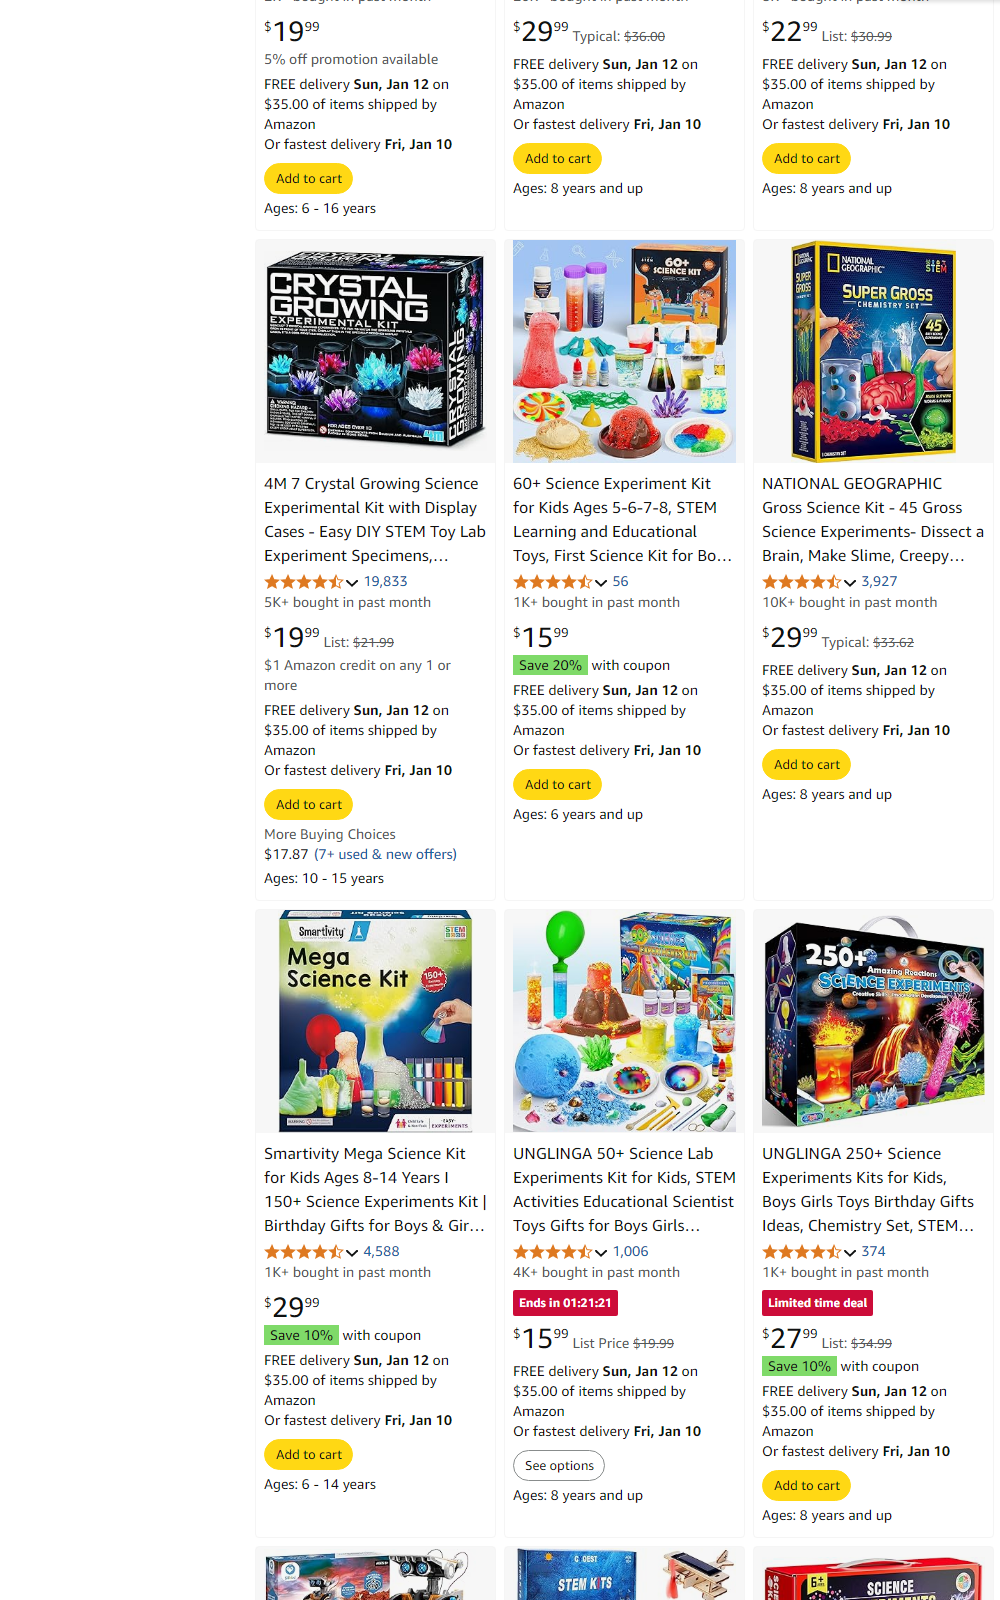 $19.99
5% off promotion available
FREE delivery Sun, Jan 12 on
$35.00 of items shipped by
Amazon
Or fastest delivery Fri, Jan 10
Add to cart
Ages: 6 - 16 years
$29.99 Typical: $36.00
FREE delivery Sun, Jan 12 on
$35.00 of items shipped by
Amazon
Or fastest delivery Fri, Jan 10
Add to cart
Ages: 8 years and up
$22.99 List: $30.99
FREE delivery Sun, Jan 12 on
$35.00 of items shipped by
Amazon
Or fastest delivery Fri, Jan 10
Add to cart
Ages: 8 years and up
CRYSTAL
GROWING
EXPERIMENTAL KIT
CRYSTAL
GROWING
4M
4M 7 Crystal Growing Science
Experimental Kit with Display
Cases - Easy DIY STEM Toy Lab
Experiment Specimens,...
19,833
5K+ bought in past month
$19.99 List: $21.99
$1 Amazon credit on any 1 or
more
FREE delivery Sun, Jan 12 on
$35.00 of items shipped by
Amazon
Or fastest delivery Fri, Jan 10
Add to cart
More Buying Choices
$17.87 (7+ used & new offers)
Ages: 10 - 15 years
60+
SCIENCE KIT
60+ Science Experiment Kit
for Kids Ages 5-6-7-8, STEM
Learning and Educational
Toys, First Science Kit for Bo...
56
1K+ bought in past month
$15.99
Save 20% with coupon
FREE delivery Sun, Jan 12 on
$35.00 of items shipped by
Amazon
Or fastest delivery Fri, Jan 10
Add to cart
Ages: 6 years and up
NATIONAL
GEOGRAPHIC
STEM
SUPER GROSS
CHEMISTRY SET
45
NATIONAL GEOGRAPHIC
Gross Science Kit - 45 Gross
Science Experiments- Dissect a
Brain, Make Slime, Creepy...
3,927
10K+ bought in past month
$29.99 Typical: $33.62
FREE delivery Sun, Jan 12 on
$35.00 of items shipped by
Amazon
Or fastest delivery Fri, Jan 10
Add to cart
Ages: 8 years and up
Smartivity
STEM
Mega
Science Kit
150+
EXPERIMENTS
Smartivity Mega Science Kit
for Kids Ages 8-14 Years I
150+ Science Experiments Kit |
Birthday Gifts for Boys & Gir...
4,588
1K+ bought in past month
$29.99
Save 10% with coupon
FREE delivery Sun, Jan 12 on
$35.00 of items shipped by
Amazon
Or fastest delivery Fri, Jan 10
Add to cart
Ages: 6 - 14 years
UNGLINGA 50+ Science Lab
Experiments Kit for Kids, STEM
Activities Educational Scientist
Toys Gifts for Boys Girls...
1,006
4K+ bought in past month
Ends in 01:21:21
$15.99 List Price $19.99
FREE delivery Sun, Jan 12 on
$35.00 of items shipped by
Amazon
Or fastest delivery Fri, Jan 10
See options
Ages: 8 years and up
250+
Amazing Reactions
SCIENCE EXPERIMENTS
UNGLINGA 250+ Science
Experiments Kits for Kids,
Boys Girls Toys Birthday Gifts
Ideas, Chemistry Set, STEM...
374
1K+ bought in past month
Limited time deal
$27.99 List: $34.99
Save 10% with coupon
FREE delivery Sun, Jan 12 on
$35.00 of items shipped by
Amazon
Or fastest delivery Fri, Jan 10
Add to cart
Ages: 8 years and up
STEM KITS
6+
SCIENCE